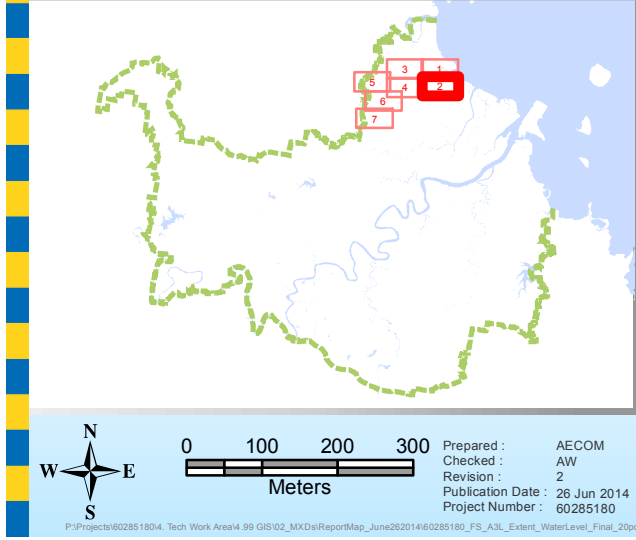 3 1
5 4 2
6
7
N
W E
S
0 100 200 300
Meters
Prepared : AECOM
Checked : AW
Revision : 2
Publication Date : 26 Jun 2014
Project Number : 60285180
P:\Projects\60285180\4. Tech Work Area\4.99 GIS\02_MXDs\ReportMap_June262014\60285180_FS_A3L_Extent_WaterLevel_Final_20p